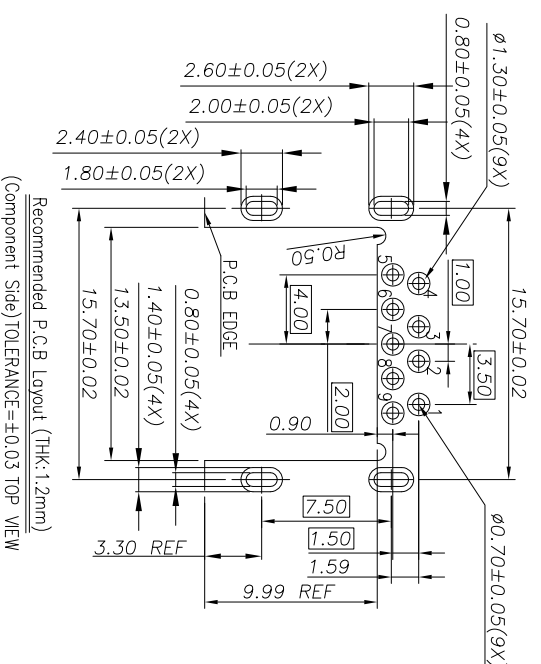 15.70±0.02
ø1.30±0.05(9X)
0.80±0.05(4X)
2.60±0.05(2X)
2.00±0.05(2X)
2.40±0.05(2X)
1.80±0.05(2X)
1.00
3.50
4
3
2
1
5
6
7
8
9
R0.50
P.C.B EDGE
4.00
2.00
0.90
ø0.70±0.05(9X)
7.50
1.50
1.59
3.30 REF
9.99 REF
0.80±0.05(4X)
1.40±0.05(4X)
13.50±0.02
15.70±0.02
Recommended P.C.B Layout (THK:1.2mm)
(Component Side)TOLERANCE=±0.03 TOP VIEW